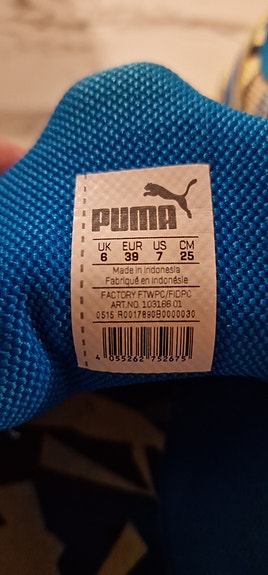 PUMA
UK EUR US CM
6 39 7 25
Made in Indonesia
Fabriqué en Indonésie
FACTORY FTWPC/FIDPC
ART.NO. 103166 01
0515 R0017890B0000030
4 055262 752675